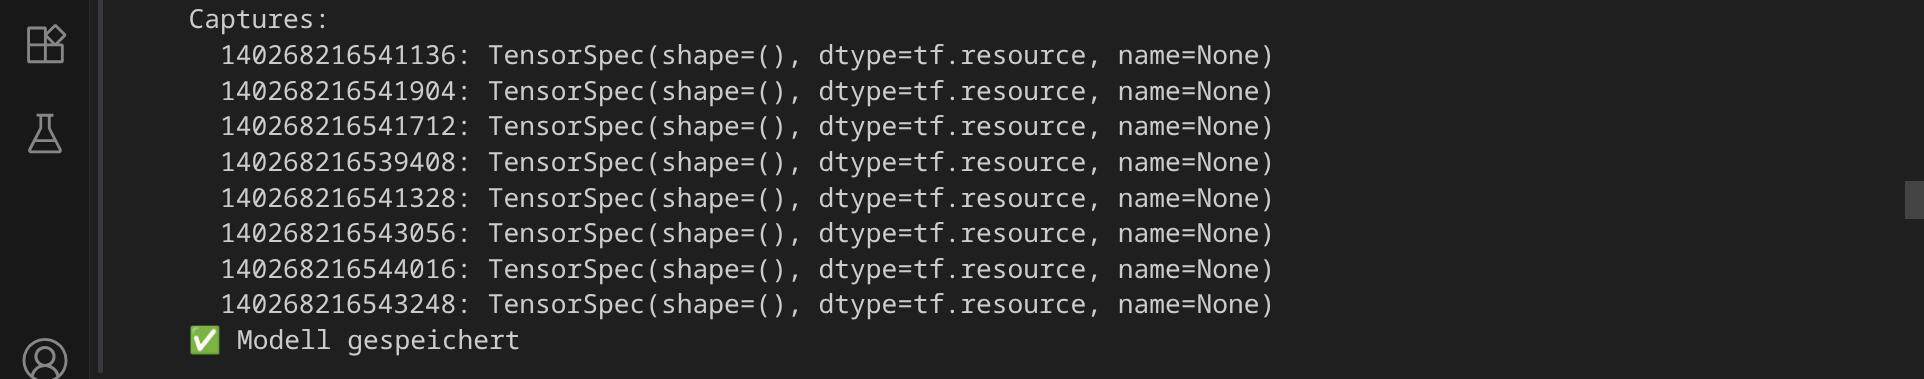 Captures:
140268216541136: TensorSpec(shape=(), dtype=tf.resource, name=None)
140268216541904: TensorSpec(shape=(), dtype=tf.resource, name=None)
140268216541712: TensorSpec(shape=(), dtype=tf.resource, name=None)
140268216539408: TensorSpec(shape=(), dtype=tf.resource, name=None)
140268216541328: TensorSpec(shape=(), dtype=tf.resource, name=None)
140268216543056: TensorSpec(shape=(), dtype=tf.resource, name=None)
140268216544016: TensorSpec(shape=(), dtype=tf.resource, name=None)
140268216543248: TensorSpec(shape=(), dtype=tf.resource, name=None)
✅ Modell gespeichert